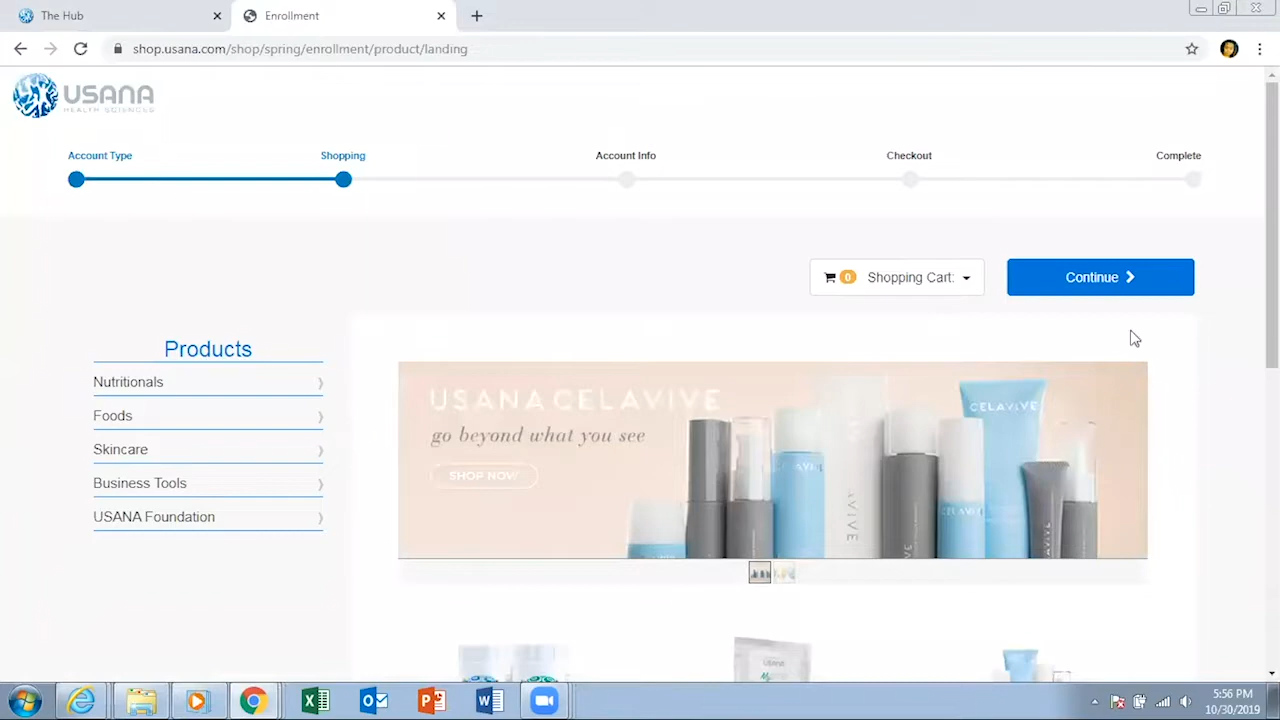 The Hub
Enrollment
shop.usana.com/shop/spring/enrollment/product/landing
USANA
HEALTH SCIENCES
Account Type
Shopping
Account Info
Checkout
Complete
0 Shopping Cart:
Continue
Products
Nutritionals
Foods
Skincare
Business Tools
USANA Foundation
USANA CELAVIVE
go beyond what you see
SHOP NOW
CELAVIVE
CELAVIVE
USANA
5:56 PM
10/30/2019